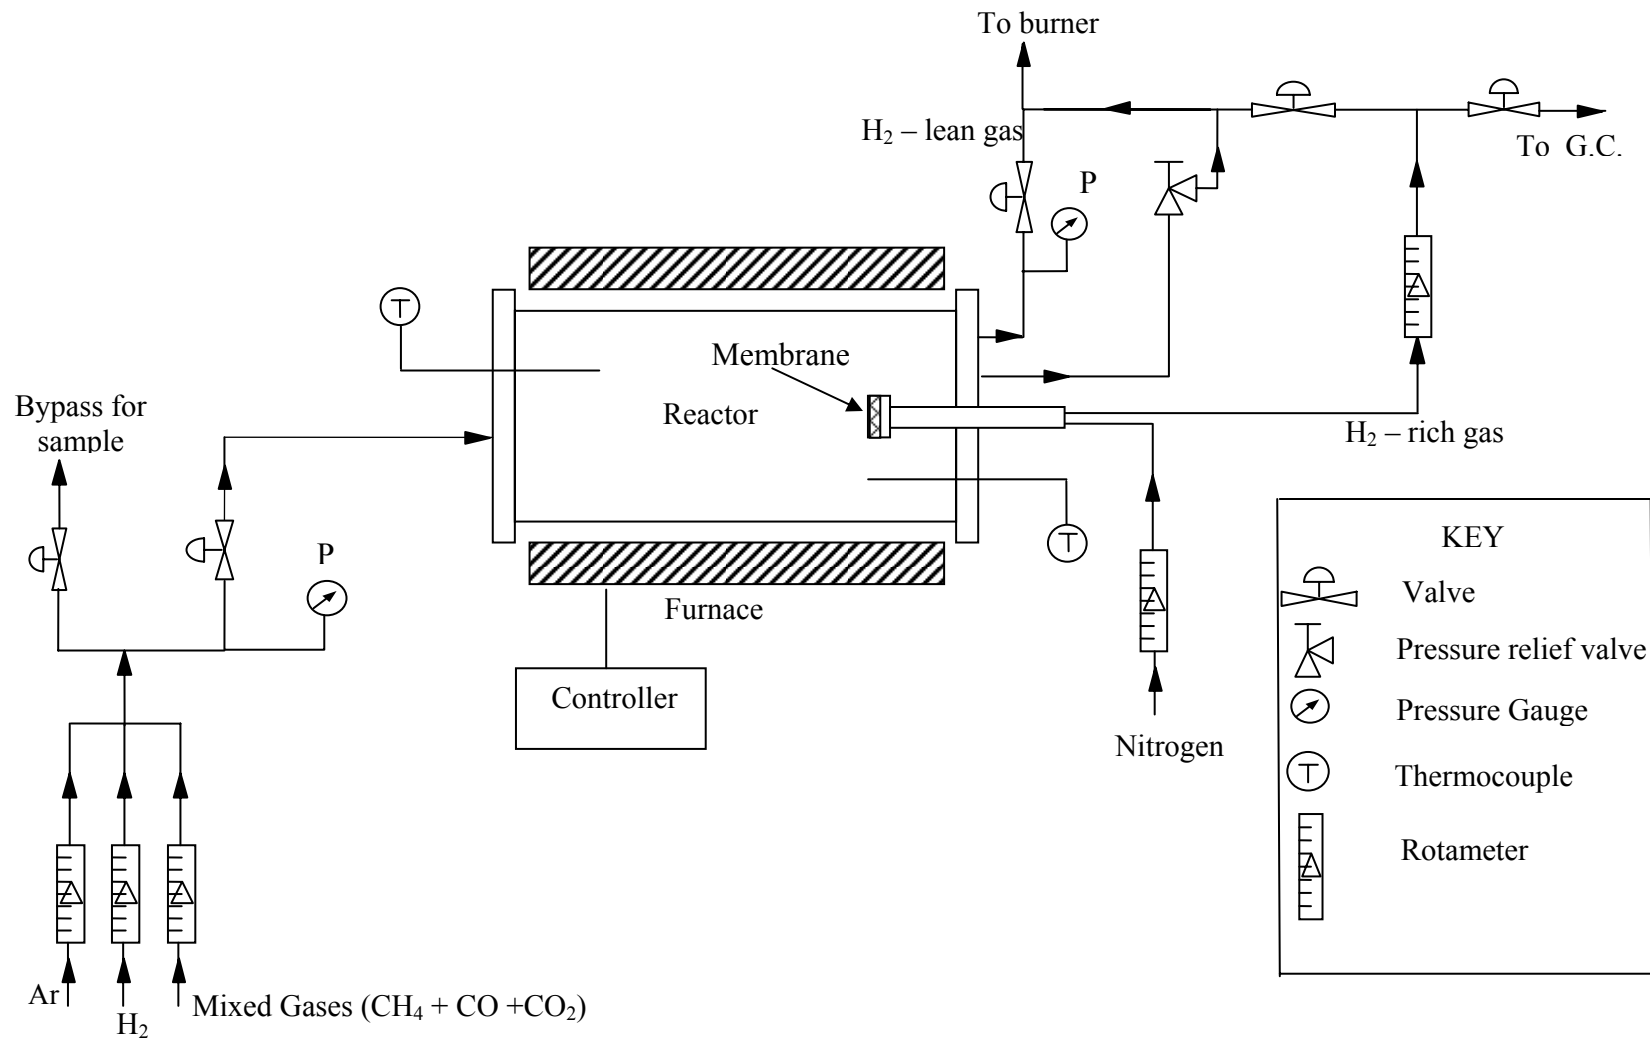 To burner
H₂ – lean gas
To G.C.
P
T
Membrane
Reactor
Bypass for
sample
H₂ – rich gas
P
T
Furnace
Controller
Nitrogen
Ar
H₂
Mixed Gases (CH₄ + CO +CO₂)
KEY
Valve
Pressure relief valve
Pressure Gauge
T
Thermocouple
Rotameter